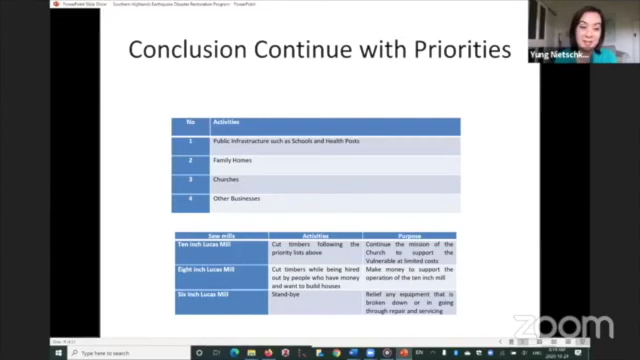 PowerPoint Slide Show - Southern Highlands Earthquake Disaster Restoration Program - PowerPoint
Yung Nietschk...
Conclusion Continue with Priorities
No Activities
1 Public Infrastructure such as Schools and Health Posts
2 Family Homes
3 Churches
4 Other Businesses
Saw mills Activities Purpose
Ten inch Lucas Mill Cut timbers following the Continue the mission of the
priority lists above Church to support the
Vulnerable at limited costs
Eight inch Lucas Mill Cut timbers while being hired Make money to support the
out by people who have money operation of the ten inch mill
and want to build houses
Six inch Lucas Mill Stand-bye Relief any equipment that is
broken down or in going
through repair and servicing
zoom
Type here to search